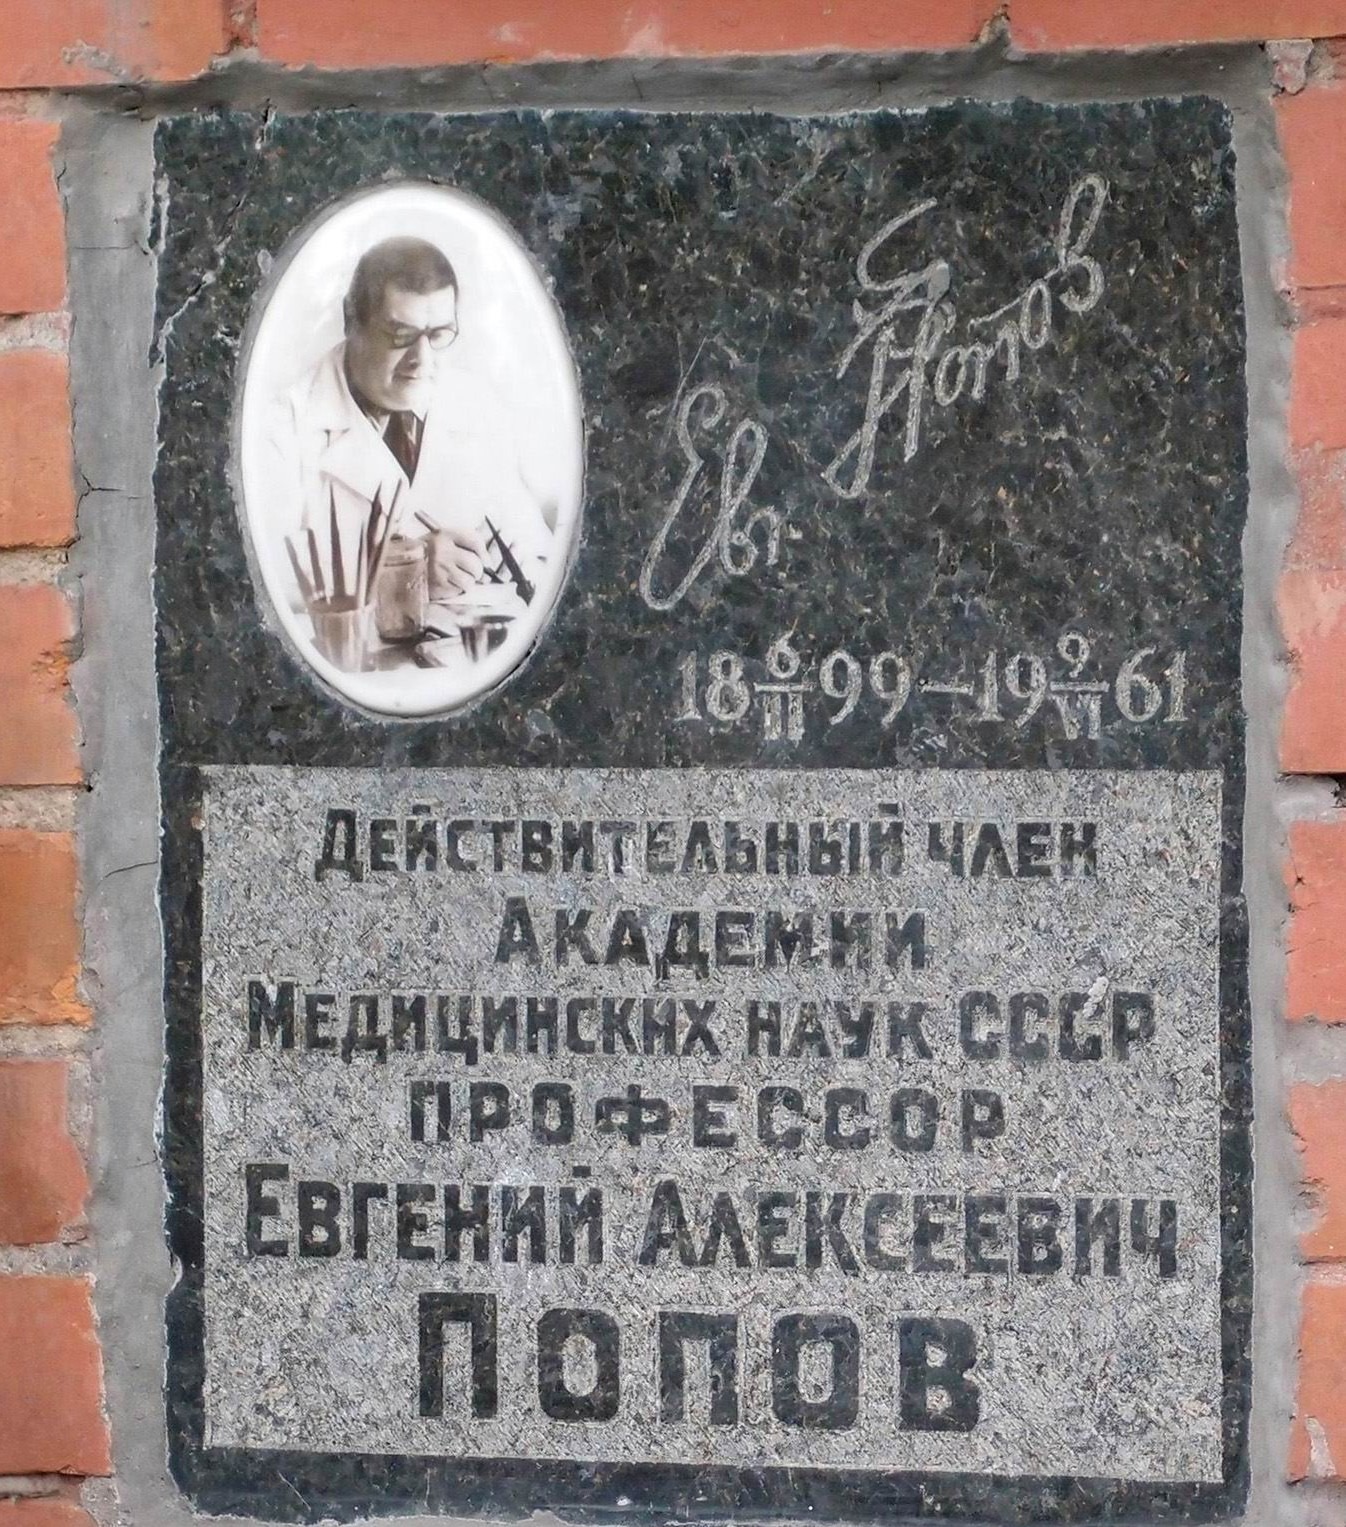 Евг. Попов
18 6/II 99 – 19 9/VI 61
Действительный член
Академии
Медицинских наук СССР
профессор
Евгений Алексеевич
Попов